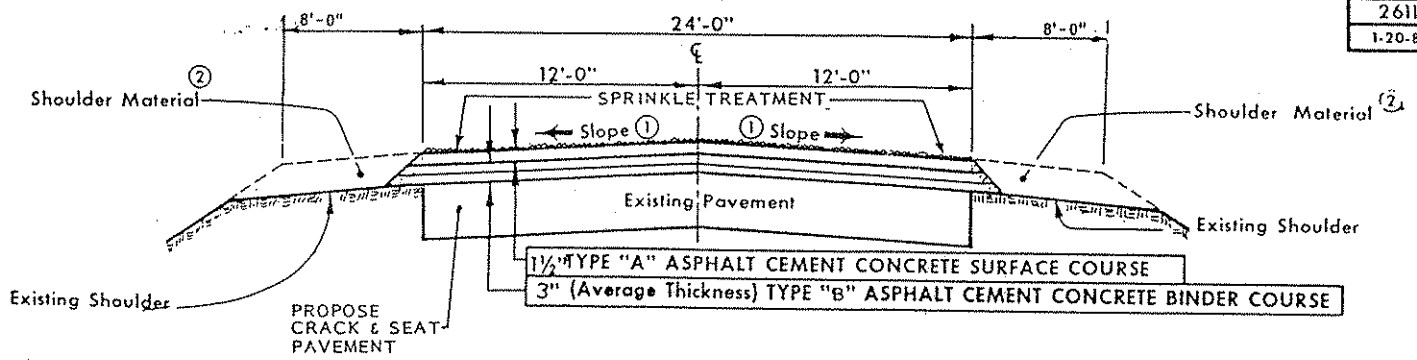 2611
1-20-8
8'-0"
24'-0"
8'-0"
℄
12'-0"
12'-0"
Shoulder Material ②
SPRINKLE TREATMENT
Shoulder Material (2)
Slope ①
① Slope
Existing Pavement
Existing Shoulder
1½" TYPE "A" ASPHALT CEMENT CONCRETE SURFACE COURSE
3" (Average Thickness) TYPE "B" ASPHALT CEMENT CONCRETE BINDER COURSE
Existing Shoulder
PROPOSE
CRACK & SEAT
PAVEMENT